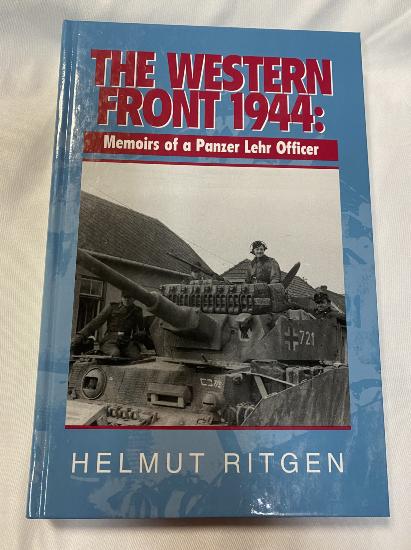 THE WESTERN
FRONT 1944:
Memoirs of a Panzer Lehr Officer
721
HELMUT RITGEN